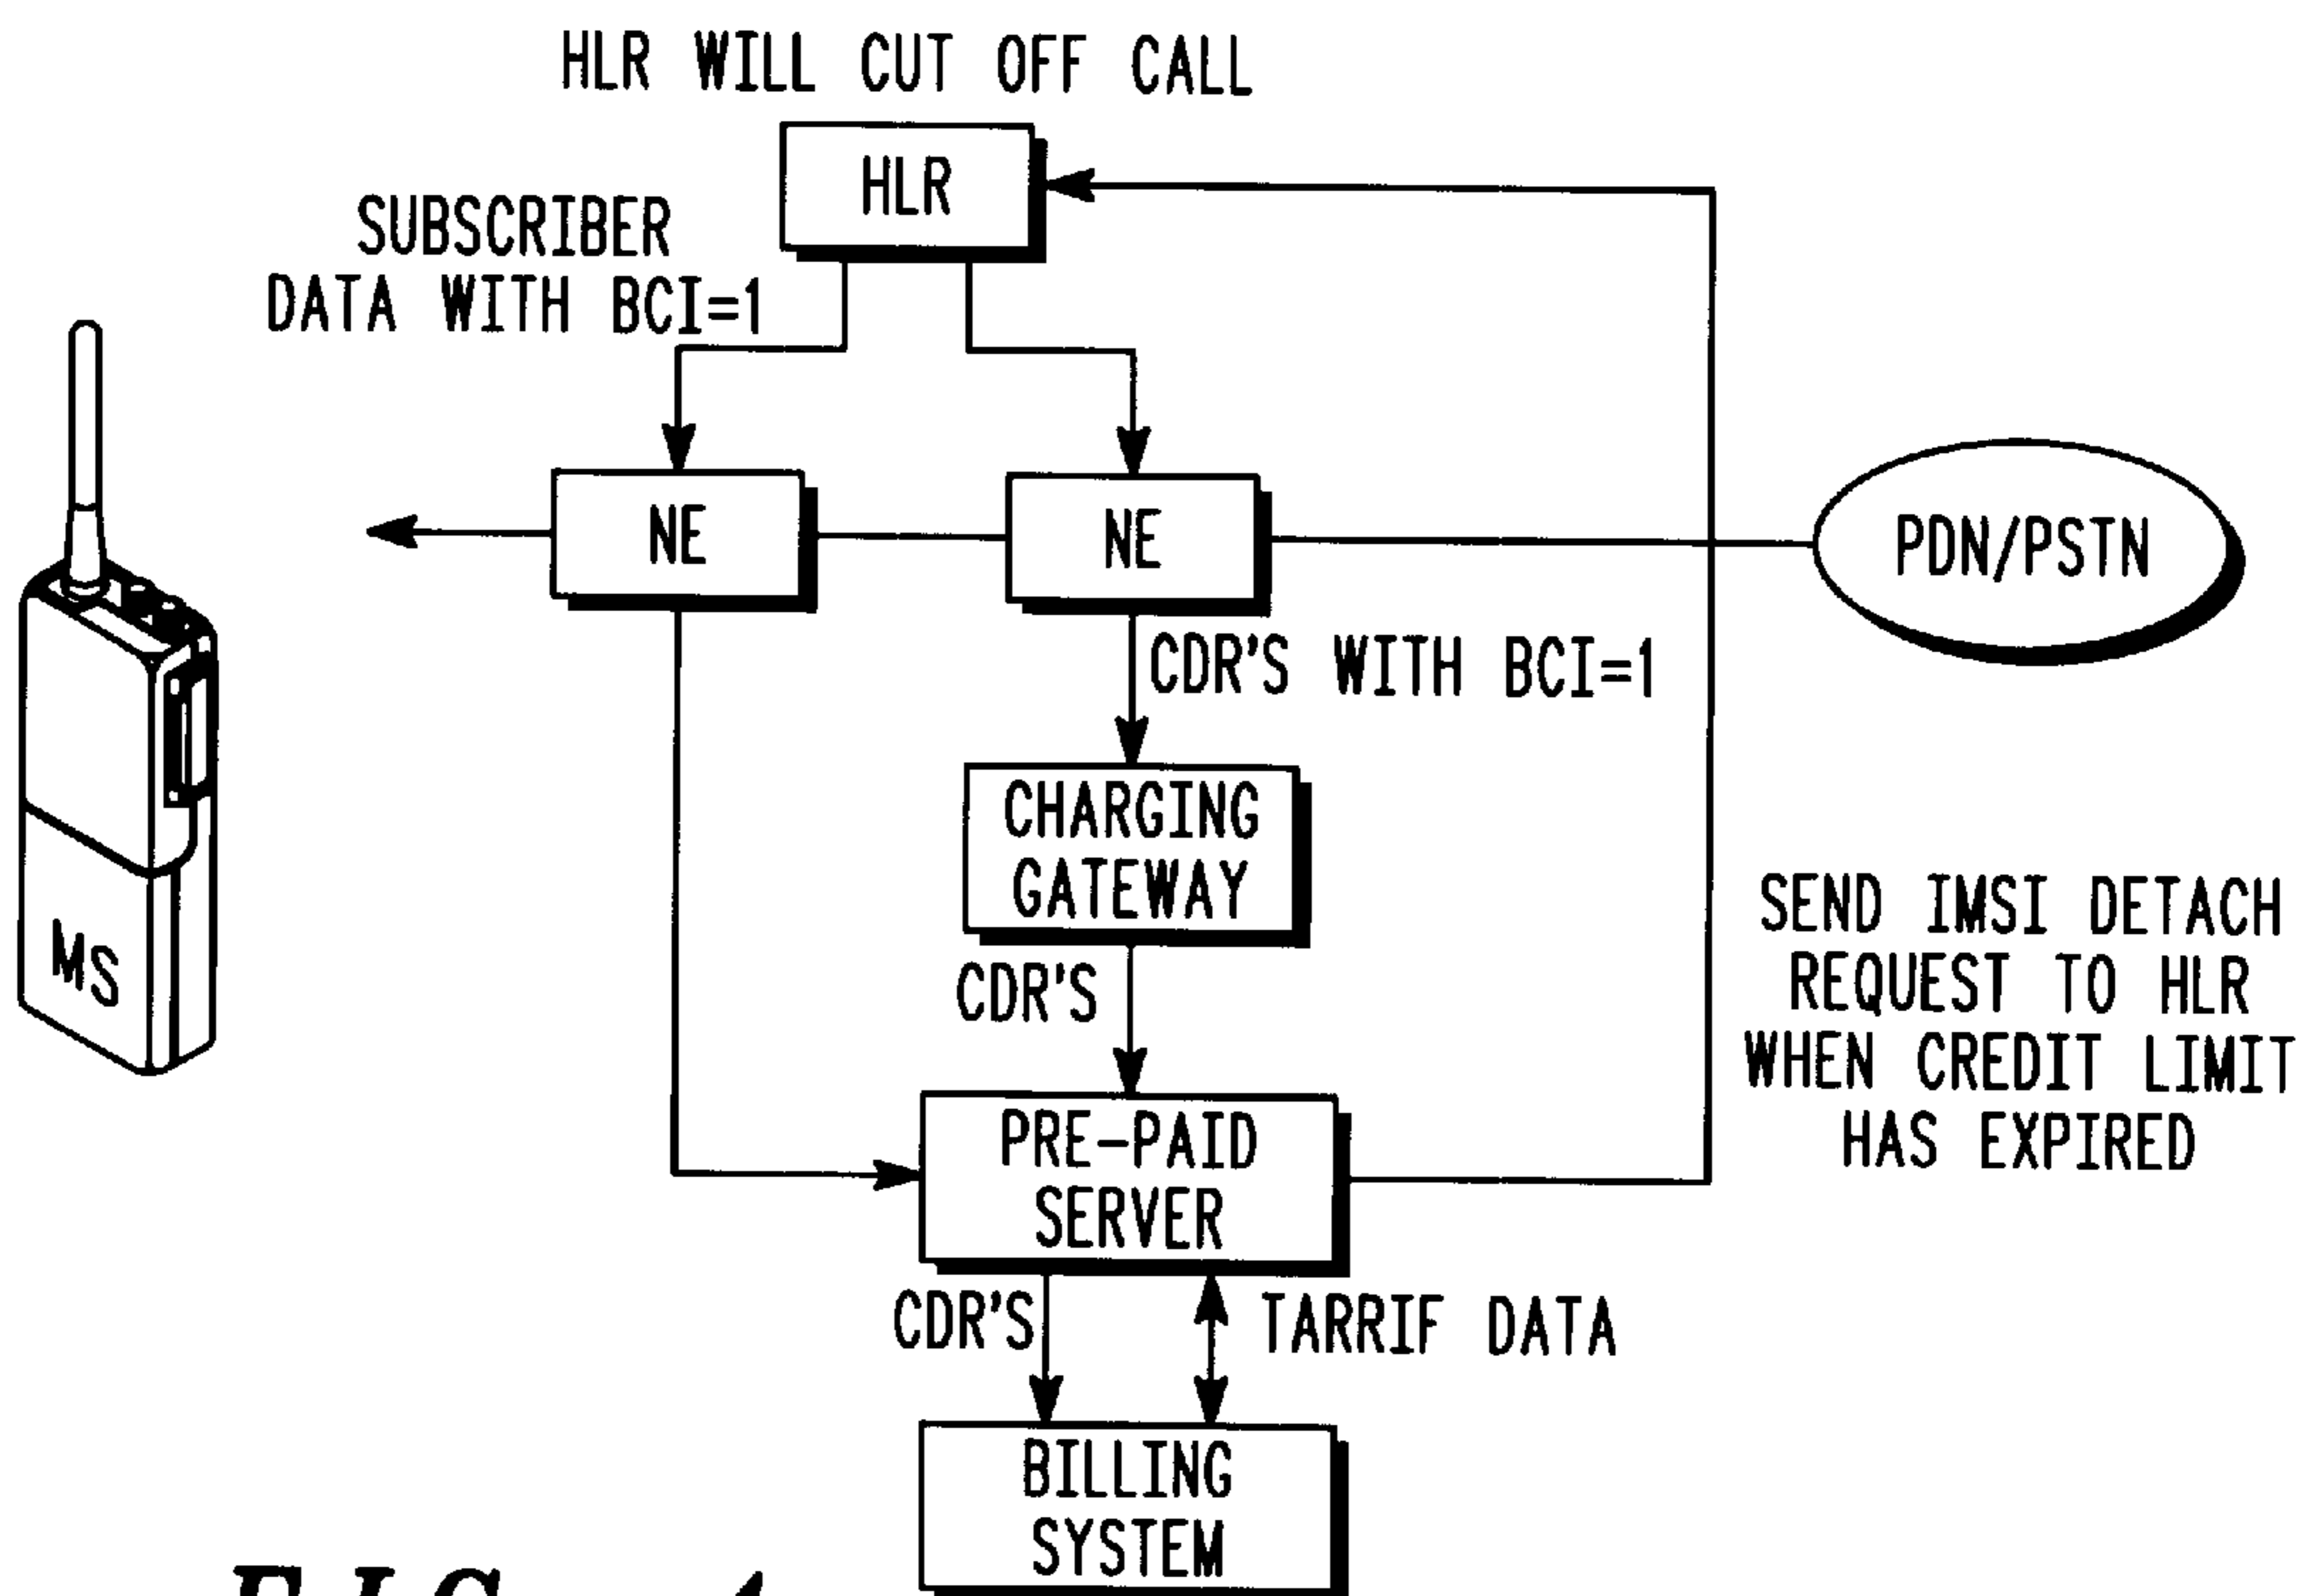 HLR WILL CUT OFF CALL
HLR
SUBSCRIBER
DATA WITH BCI=1
NE
NE
PDN/PSTN
CDR'S WITH BCI=1
CHARGING
GATEWAY
MS
SEND IMSI DETACH
REQUEST TO HLR
WHEN CREDIT LIMIT
HAS EXPIRED
CDR'S
PRE-PAID
SERVER
CDR'S
TARRIF DATA
BILLING
SYSTEM